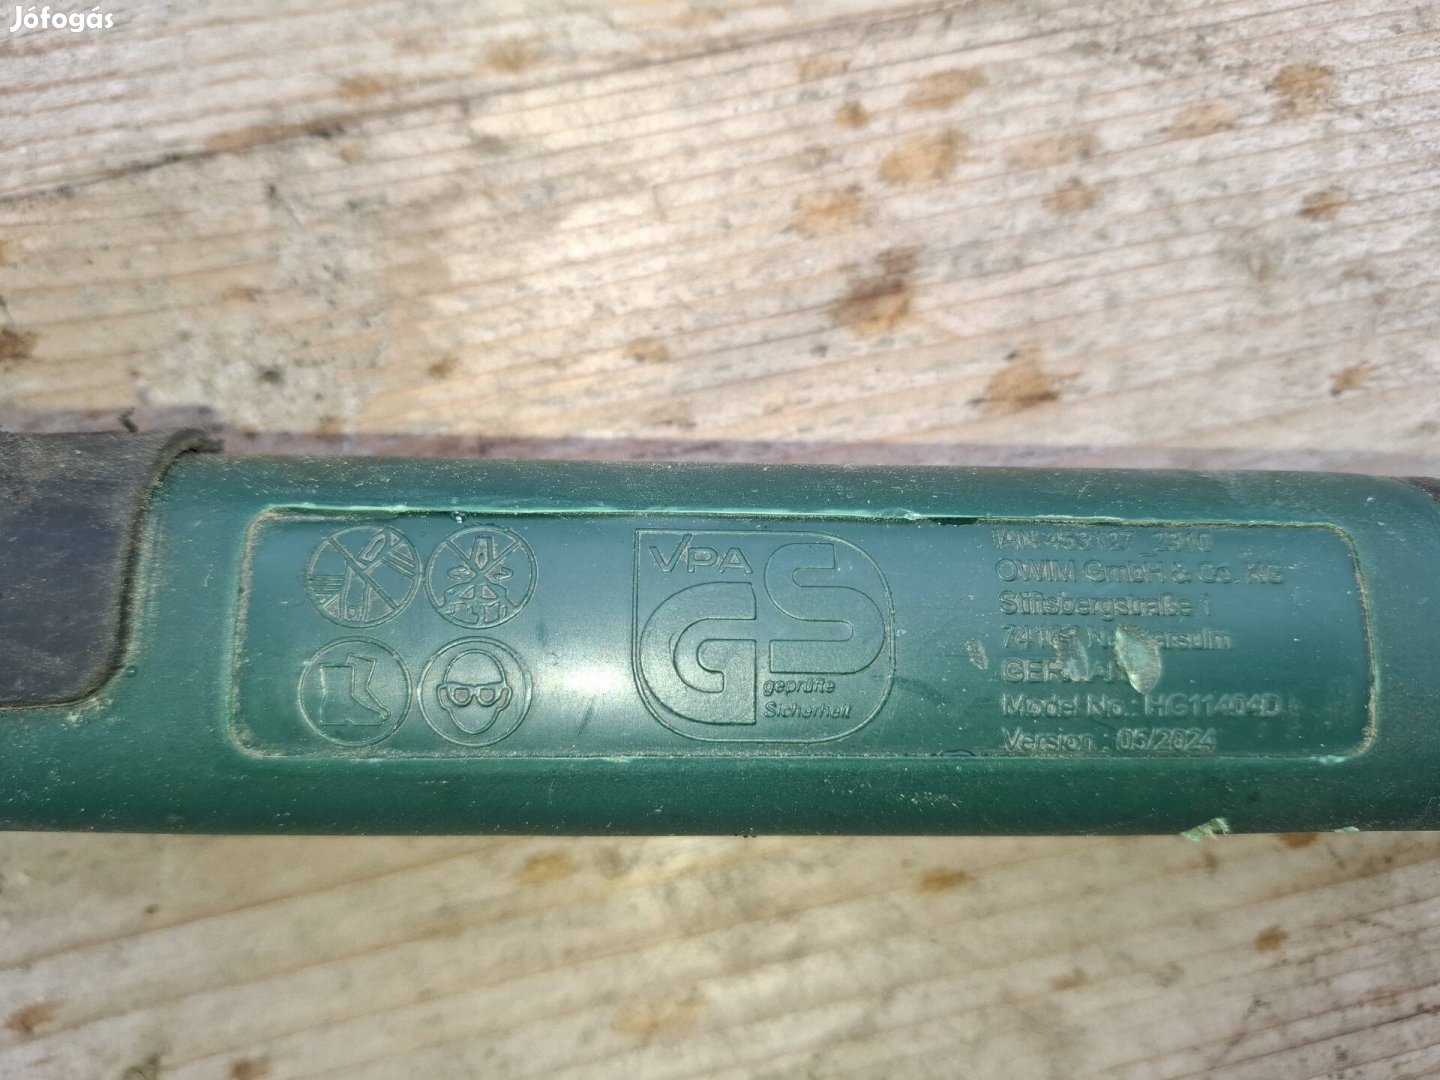 Jófogás
VPA
GS
geprüfte
Sicherheit
IAN 453127_2310
OWIM GmbH & Co. KG
Stiftsbergstraße 1
GERMANY
Model No.: HG11404D
Version : 05/2024